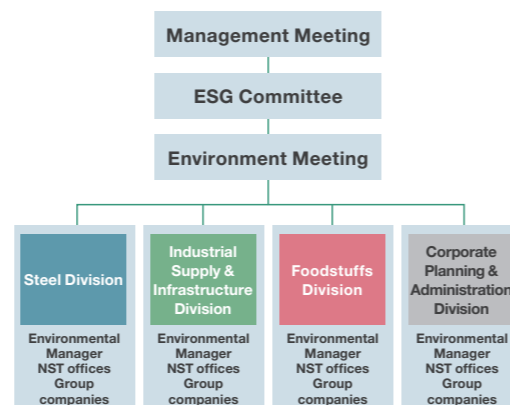 Management Meeting
ESG Committee
Environment Meeting
Steel Division
Environmental
Manager
NST offices
Group
companies
Industrial
Supply &
Infrastructure
Division
Environmental
Manager
NST offices
Group
companies
Foodstuffs
Division
Environmental
Manager
NST offices
Group
companies
Corporate
Planning &
Administration
Division
Environmental
Manager
NST offices
Group
companies